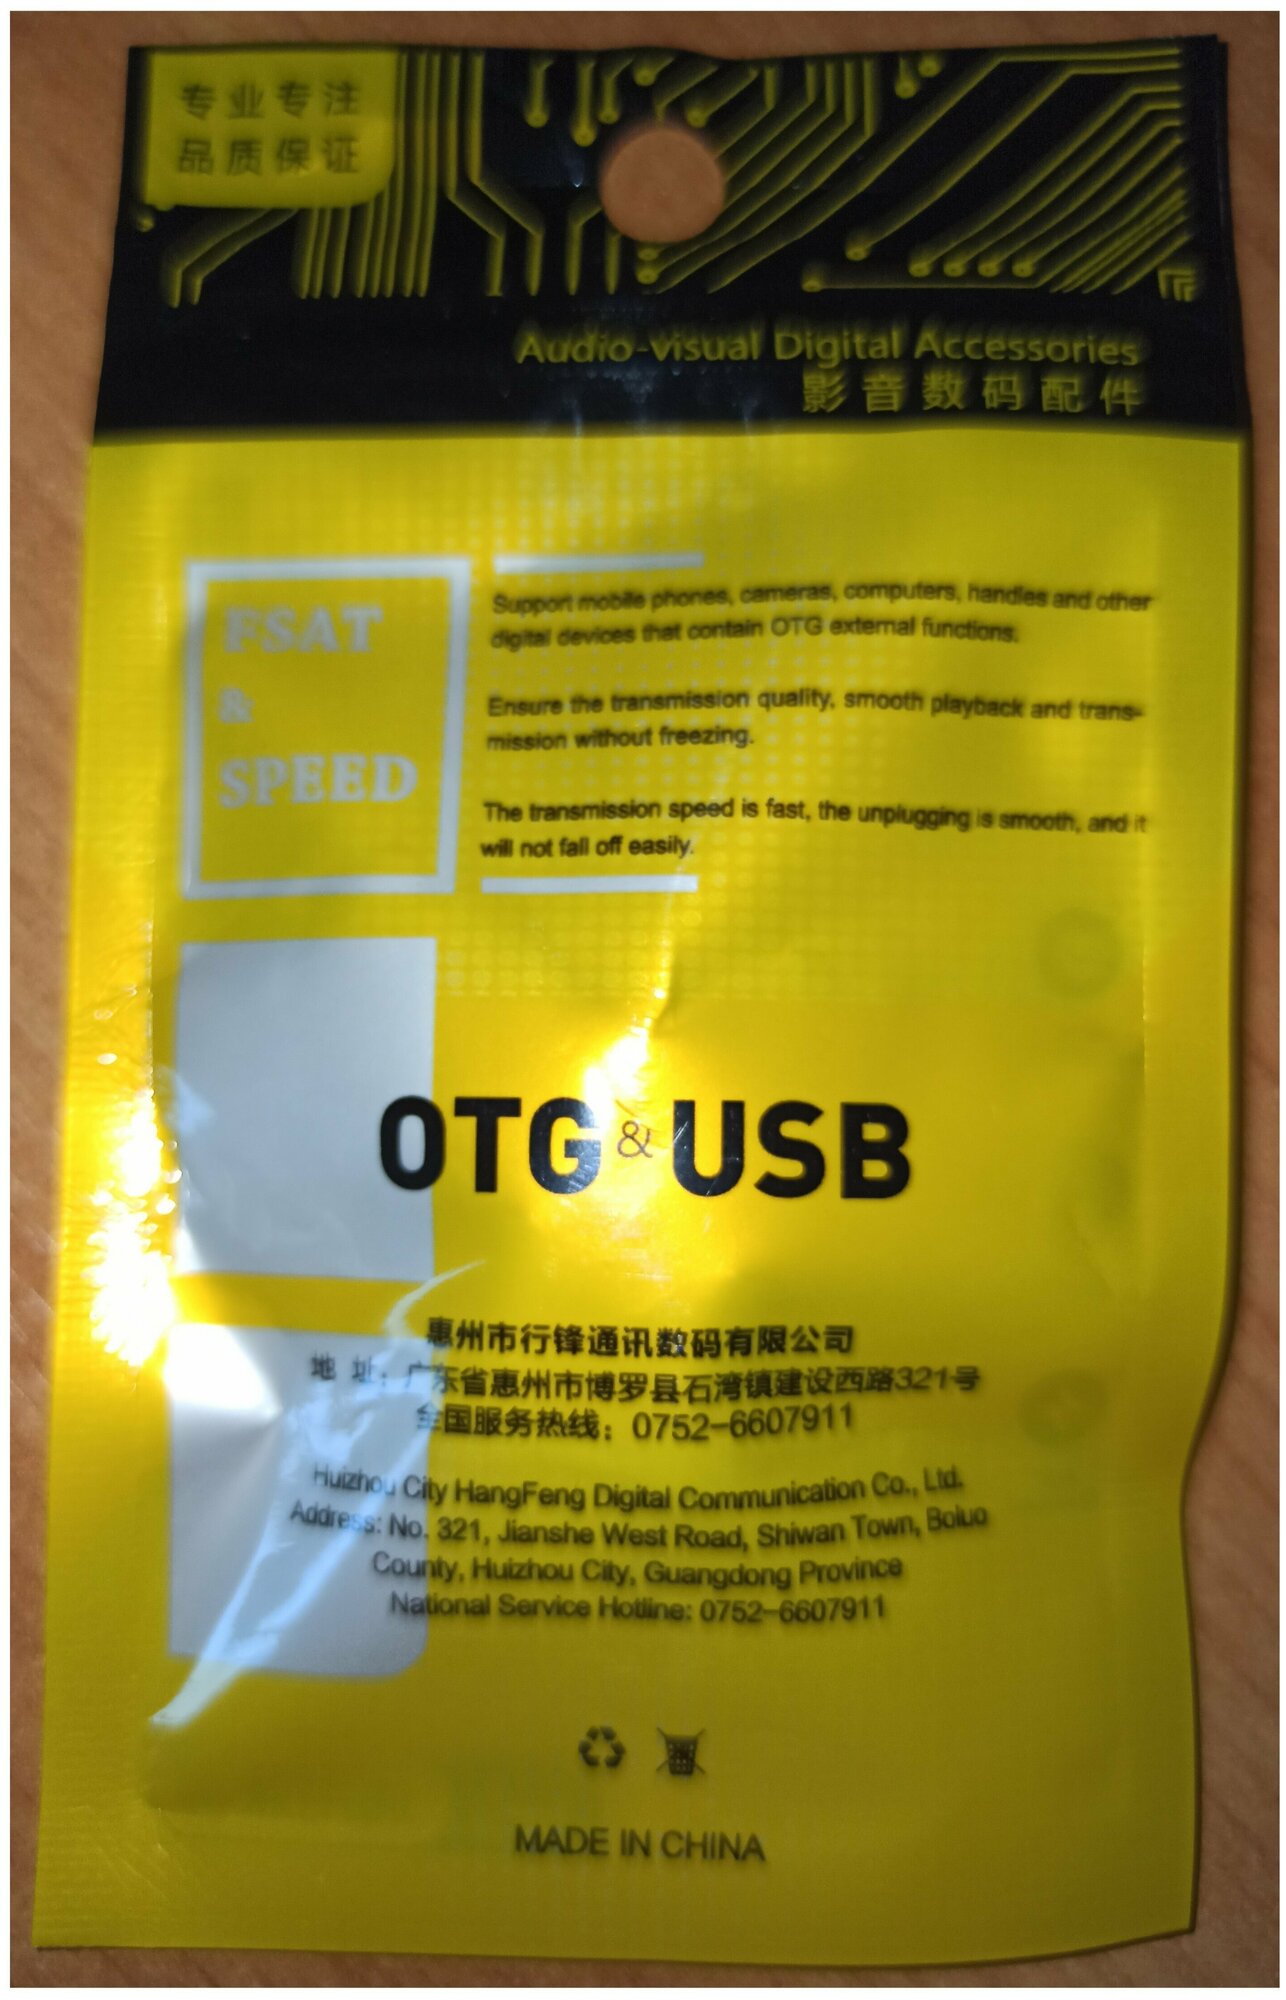 专业专注
品质保证
Audio-visual Digital Accessories
影音数码配件
FSAT
&
SPEED
Support mobile phones, cameras, computers, handles and other
digital devices that contain OTG external functions.
Ensure the transmission quality, smooth playback and trans-
mission without freezing.
The transmission speed is fast, the unplugging is smooth, and it
will not fall off easily.
OTG & USB
惠州市行锋通讯数码有限公司
地 址：广东省惠州市博罗县石湾镇建设西路321号
全国服务热线：0752-6607911
Huizhou City HangFeng Digital Communication Co., Ltd.
Address: No. 321, Jianshe West Road, Shiwan Town, Boluo
County, Huizhou City, Guangdong Province
National Service Hotline: 0752-6607911
MADE IN CHINA